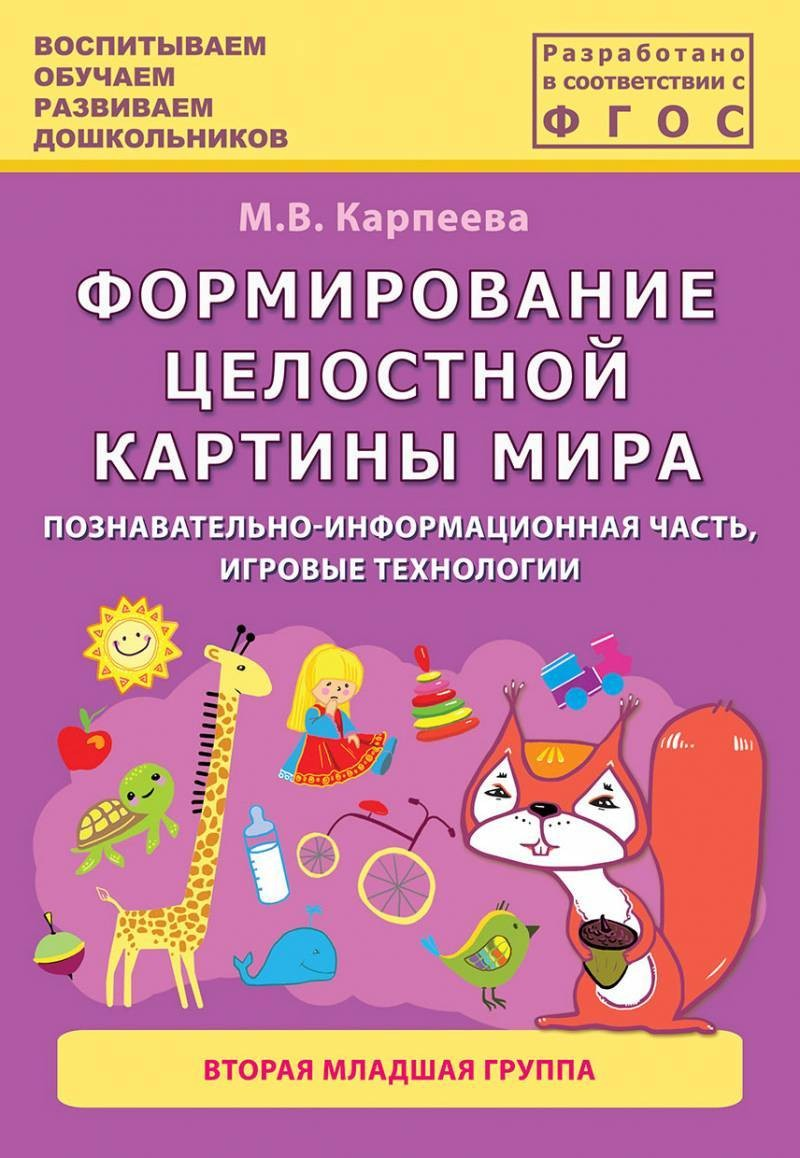 ВОСПИТЫВАЕМ
ОБУЧАЕМ
РАЗВИВАЕМ
ДОШКОЛЬНИКОВ
Разработано
в соответствии с
ФГОС
М.В. Карпеева
ФОРМИРОВАНИЕ
ЦЕЛОСТНОЙ
КАРТИНЫ МИРА
ПОЗНАВАТЕЛЬНО-ИНФОРМАЦИОННАЯ ЧАСТЬ,
ИГРОВЫЕ ТЕХНОЛОГИИ
ВТОРАЯ МЛАДШАЯ ГРУППА